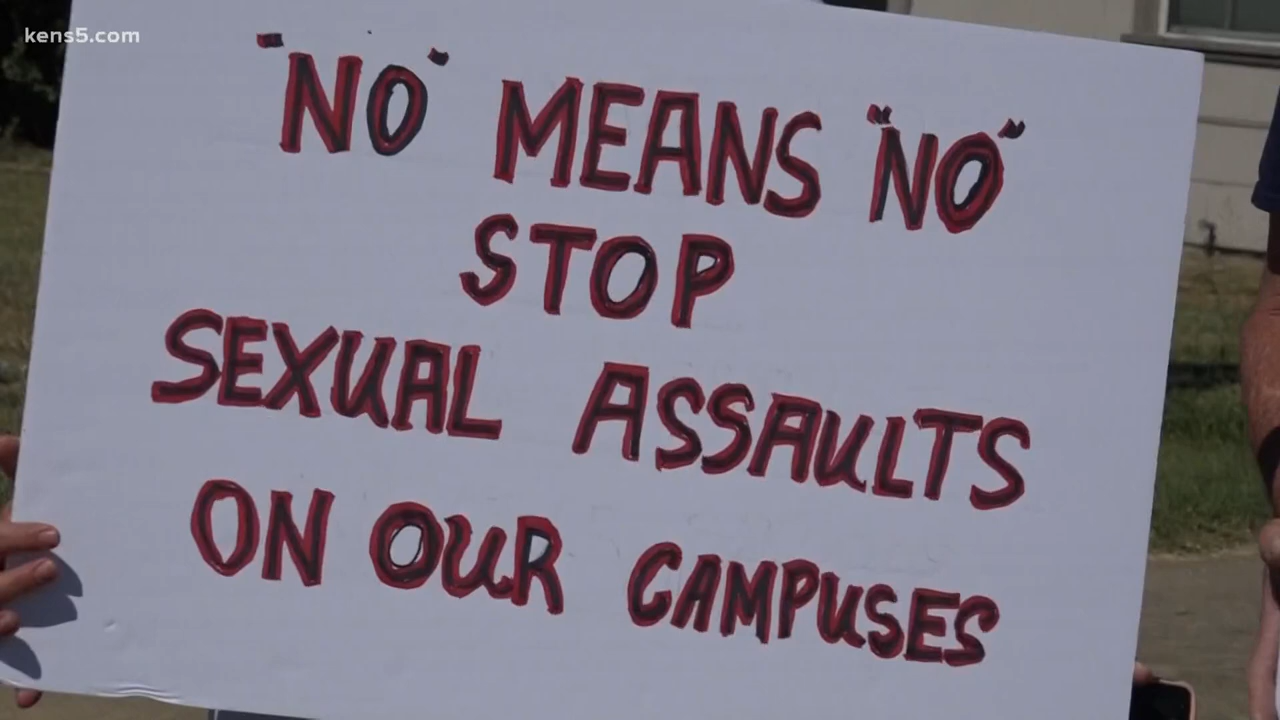 kens5.com
"NO" MEANS "NO"
STOP
SEXUAL ASSAULTS
ON OUR CAMPUSES